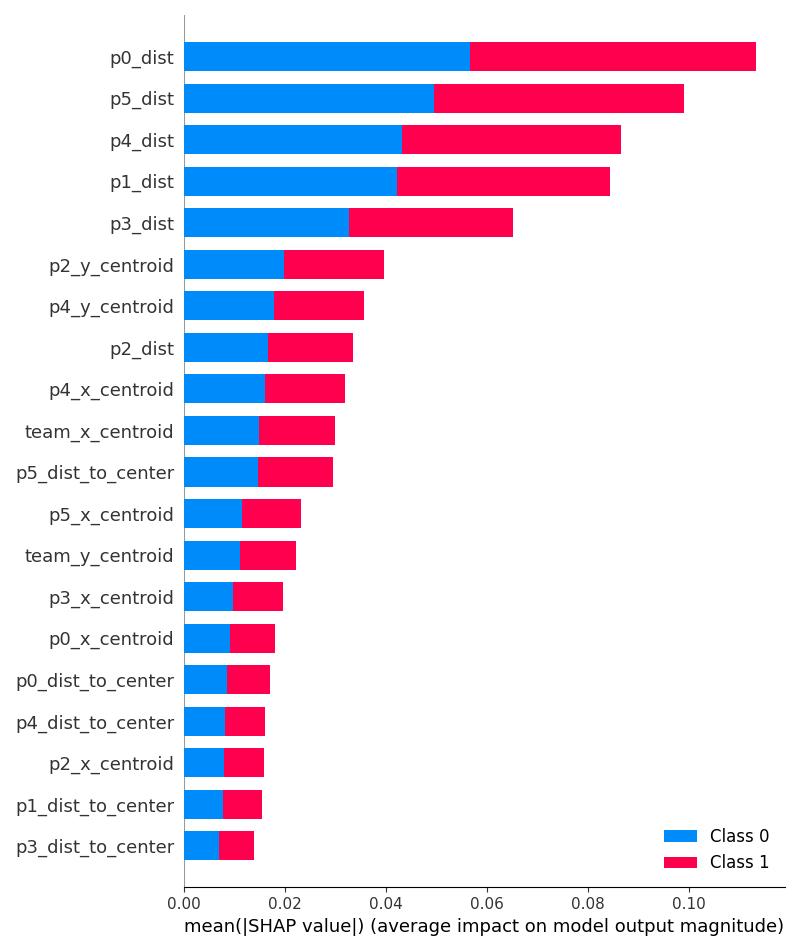 p0_dist
p5_dist
p4_dist
p1_dist
p3_dist
p2_y_centroid
p4_y_centroid
p2_dist
p4_x_centroid
team_x_centroid
p5_dist_to_center
p5_x_centroid
team_y_centroid
p3_x_centroid
p0_x_centroid
p0_dist_to_center
p4_dist_to_center
p2_x_centroid
p1_dist_to_center
p3_dist_to_center
Class 0
Class 1
0.00 0.02 0.04 0.06 0.08 0.10
mean(|SHAP value|) (average impact on model output magnitude)